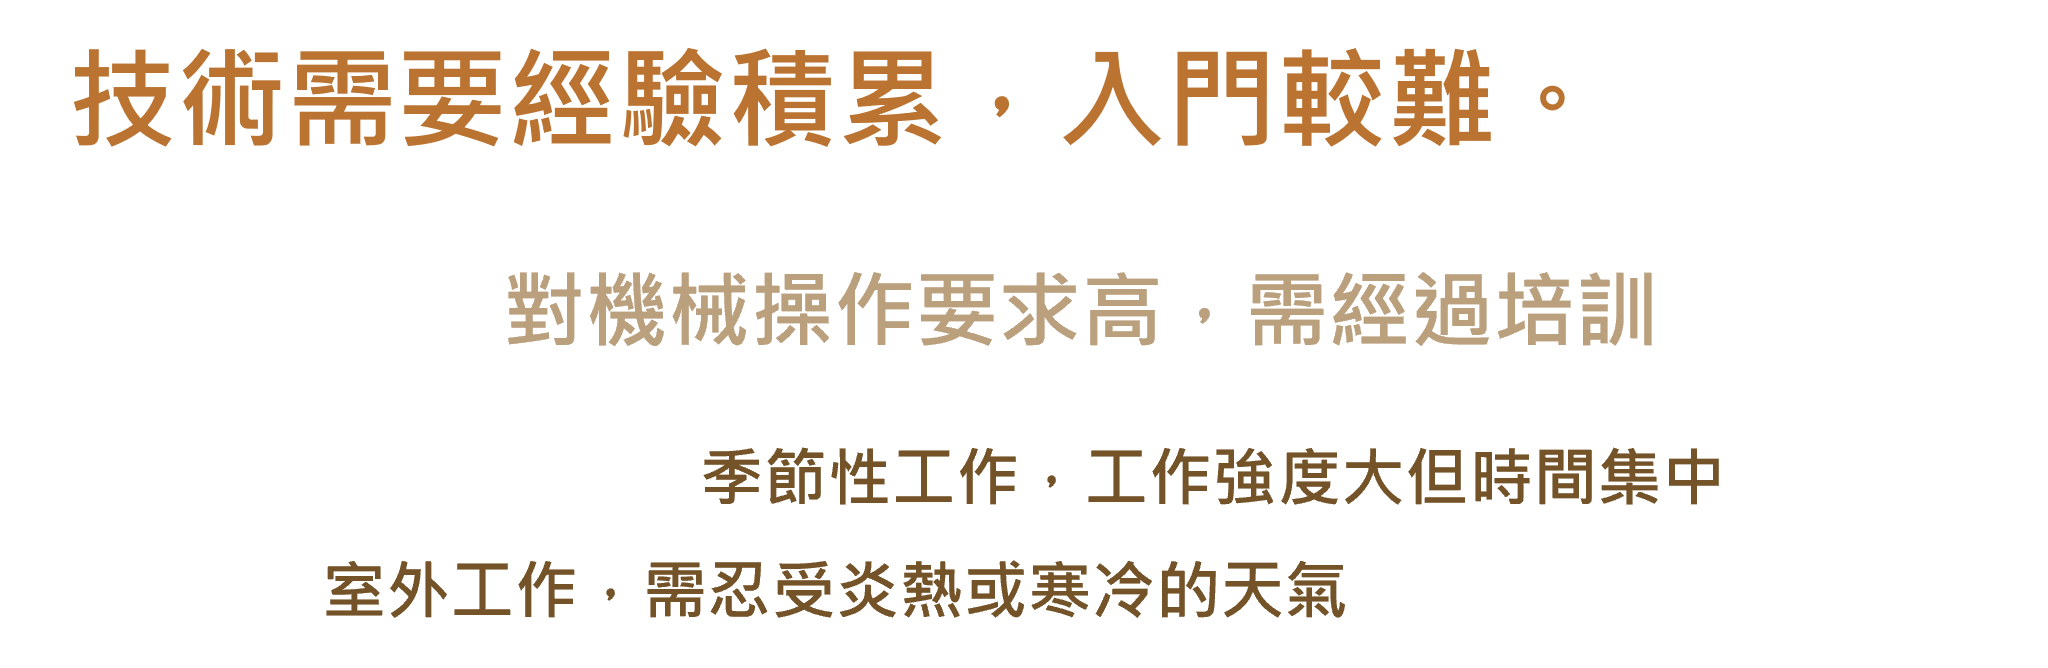 技術需要經驗積累，入門較難。
對機械操作要求高，需經過培訓
季節性工作，工作強度大但時間集中
室外工作，需忍受炎熱或寒冷的天氣